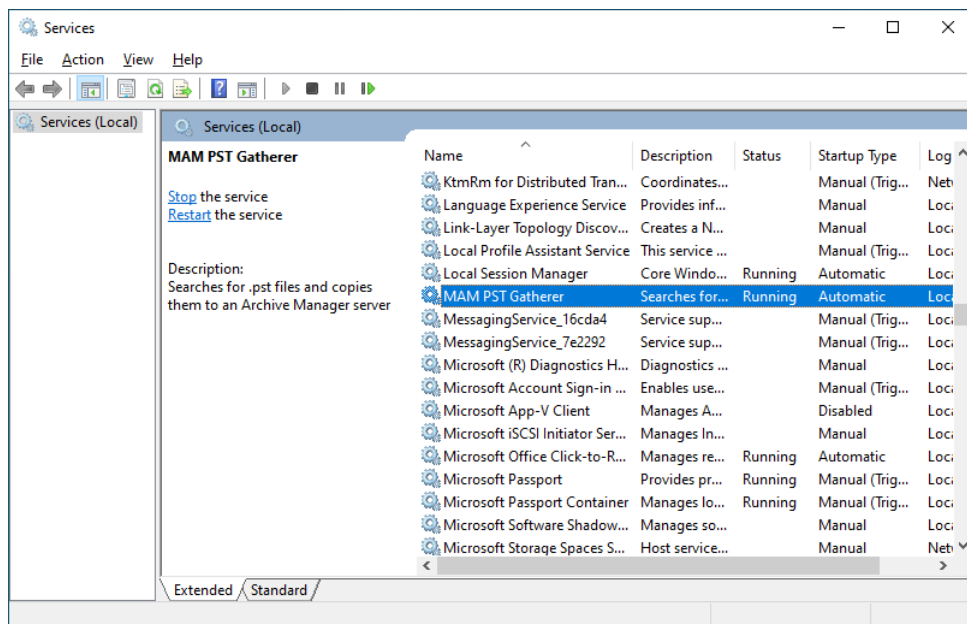 Services
File Action View Help
Services (Local)
Services (Local)
MAM PST Gatherer
Stop the service
Restart the service
Description:
Searches for .pst files and copies
them to an Archive Manager server
Name Description Status Startup Type Log
KtmRm for Distributed Tran... Coordinates... Manual (Trig... Netw
Language Experience Service Provides inf... Manual Loca
Link-Layer Topology Discov... Creates a N... Manual Loca
Local Profile Assistant Service This service ... Manual (Trig... Loca
Local Session Manager Core Windo... Running Automatic Loca
MAM PST Gatherer Searches for... Running Automatic Loca
MessagingService_16cda4 Service sup... Manual (Trig... Loca
MessagingService_7e2292 Service sup... Manual (Trig... Loca
Microsoft (R) Diagnostics H... Diagnostics ... Manual Loca
Microsoft Account Sign-in ... Enables use... Manual (Trig... Loca
Microsoft App-V Client Manages A... Disabled Loca
Microsoft iSCSI Initiator Ser... Manages In... Manual Loca
Microsoft Office Click-to-R... Manages re... Running Automatic Loca
Microsoft Passport Provides pr... Running Manual (Trig... Loca
Microsoft Passport Container Manages lo... Running Manual (Trig... Loca
Microsoft Software Shadow... Manages so... Manual Loca
Microsoft Storage Spaces S... Host service... Manual Netw
Extended Standard